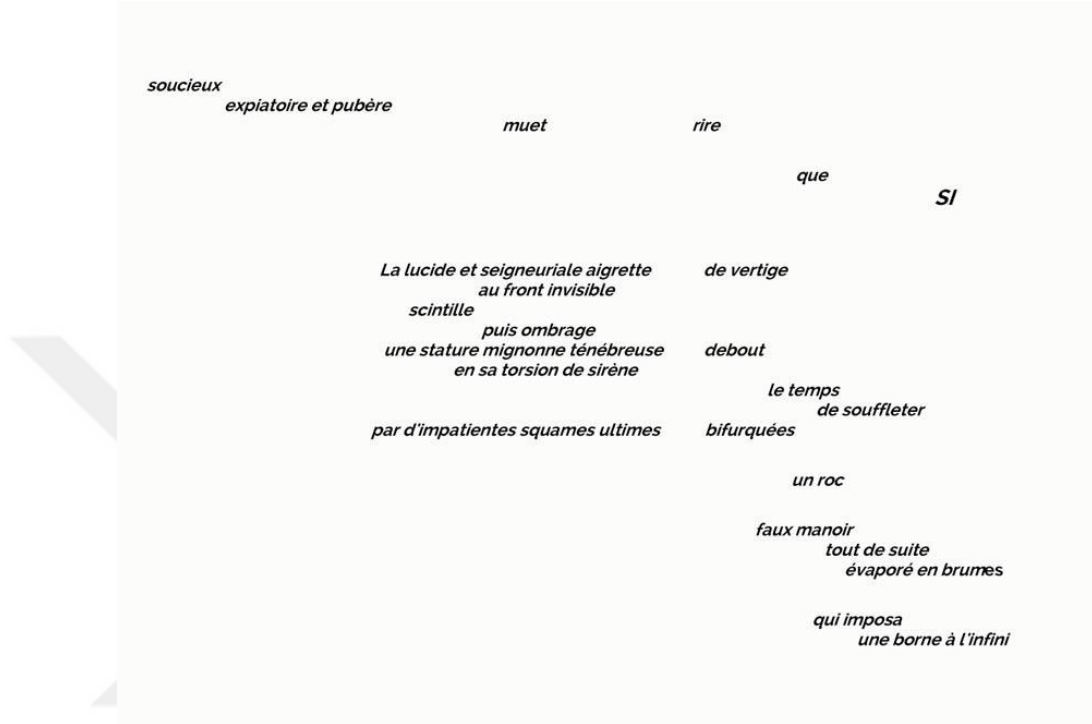 soucieux
expiatoire et pubère
muet rire
que
SI
La lucide et seigneuriale aigrette de vertige
au front invisible
scintille
puis ombrage
une stature mignonne ténébreuse debout
en sa torsion de sirène
le temps
de souffleter
par d'impatientes squames ultimes bifurquées
un roc
faux manoir
tout de suite
évaporé en brumes
qui imposa
une borne à l'infini